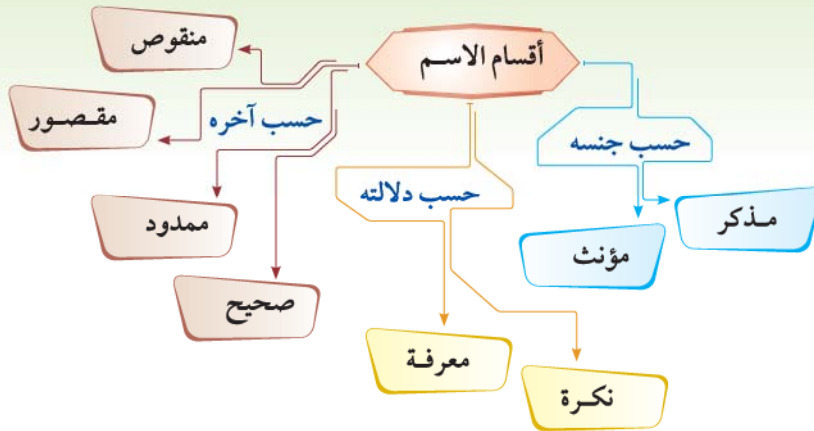 أقسام الاسم
حسب جنسه
مذكر
مؤنث
حسب دلالته
نكرة
معرفة
حسب آخره
منقوص
مقصور
ممدود
صحيح